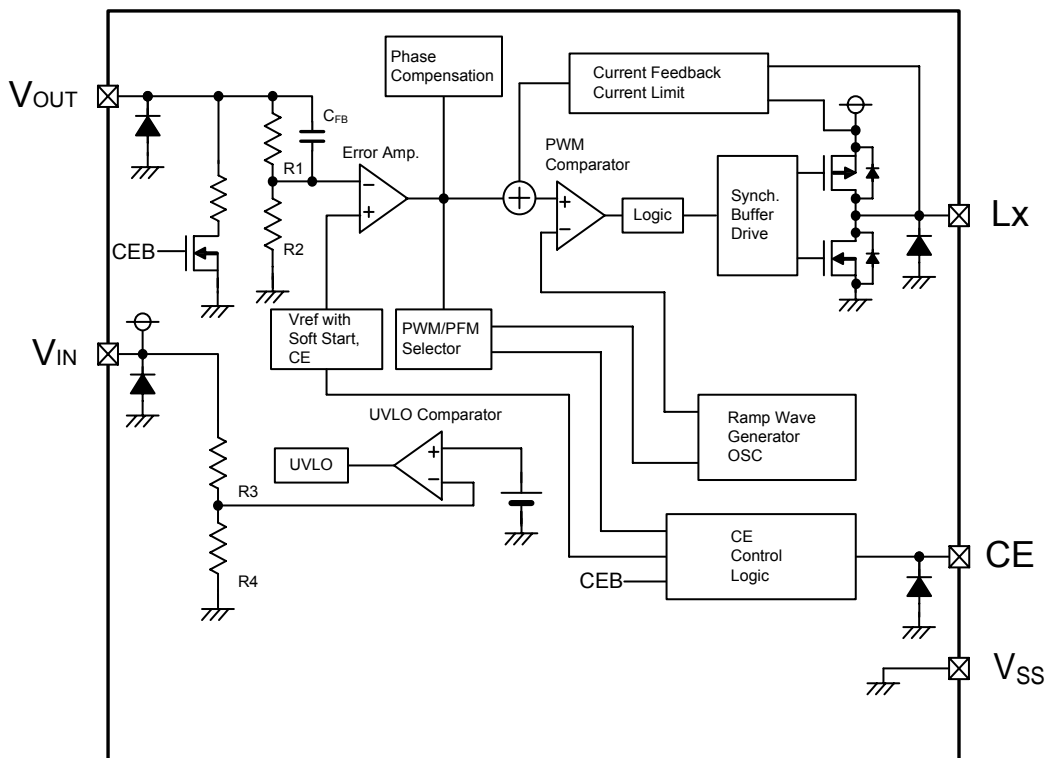 Phase
Compensation
Current Feedback
Current Limit
VOUT
CFB
R1
Error Amp.
PWM
Comparator
−
+
+
+
−
Logic
Synch.
Buffer
Drive
Lx
R2
CEB
Vref with
Soft Start,
CE
PWM/PFM
Selector
VIN
UVLO Comparator
Ramp Wave
Generator
OSC
UVLO
+
−
R3
R4
CE
Control
Logic
CEB
CE
VSS